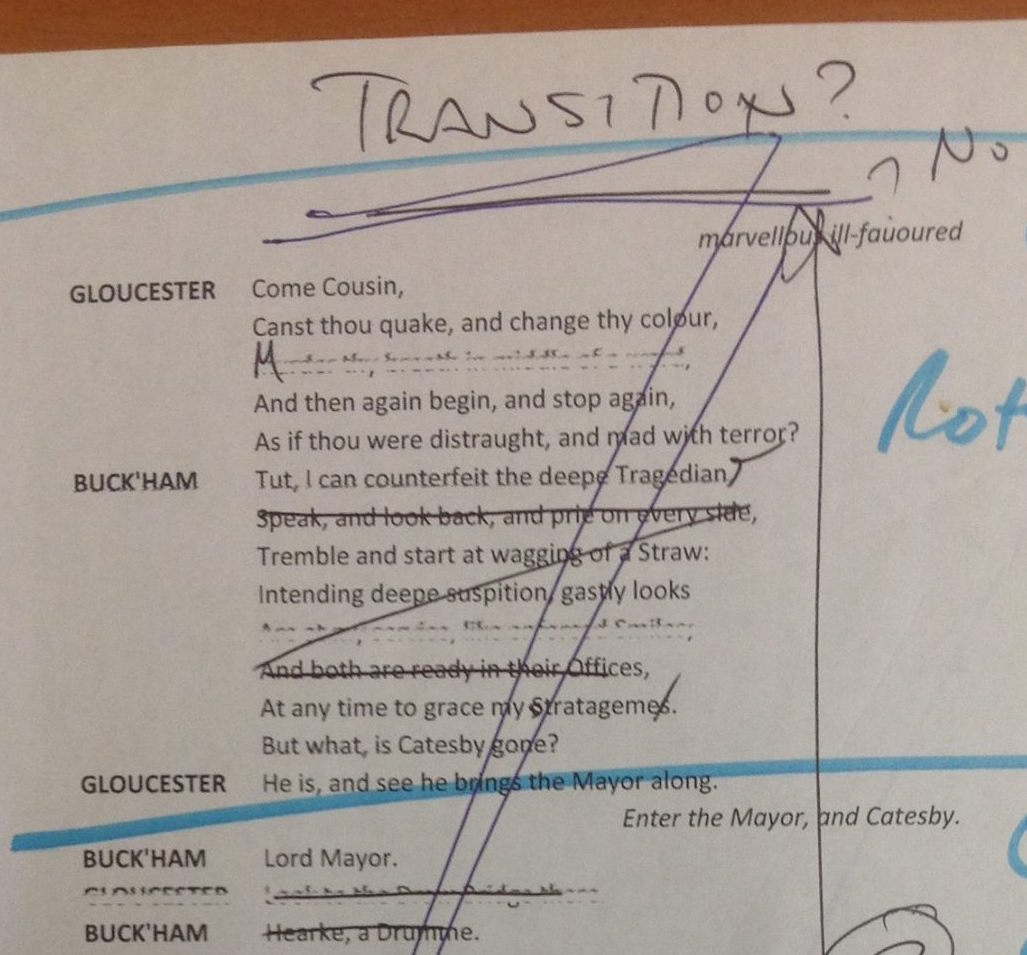 TRANSITION?
No
marvellous ill-fauoured
GLOUCESTER Come Cousin,
Canst thou quake, and change thy colour,
M
And then again begin, and stop again,
As if thou were distraught, and mad with terror?
BUCK'HAM Tut, I can counterfeit the deepe Tragedian,
Speak, and look back, and prie on every side,
Tremble and start at wagging of a Straw:
Intending deepe suspition, gastly looks
And both are ready in their Offices,
At any time to grace my Stratagemes.
But what, is Catesby gone?
GLOUCESTER He is, and see he brings the Mayor along.
Enter the Mayor, and Catesby.
BUCK'HAM Lord Mayor.
GLOUCESTER
BUCK'HAM Hearke, a Drumme.